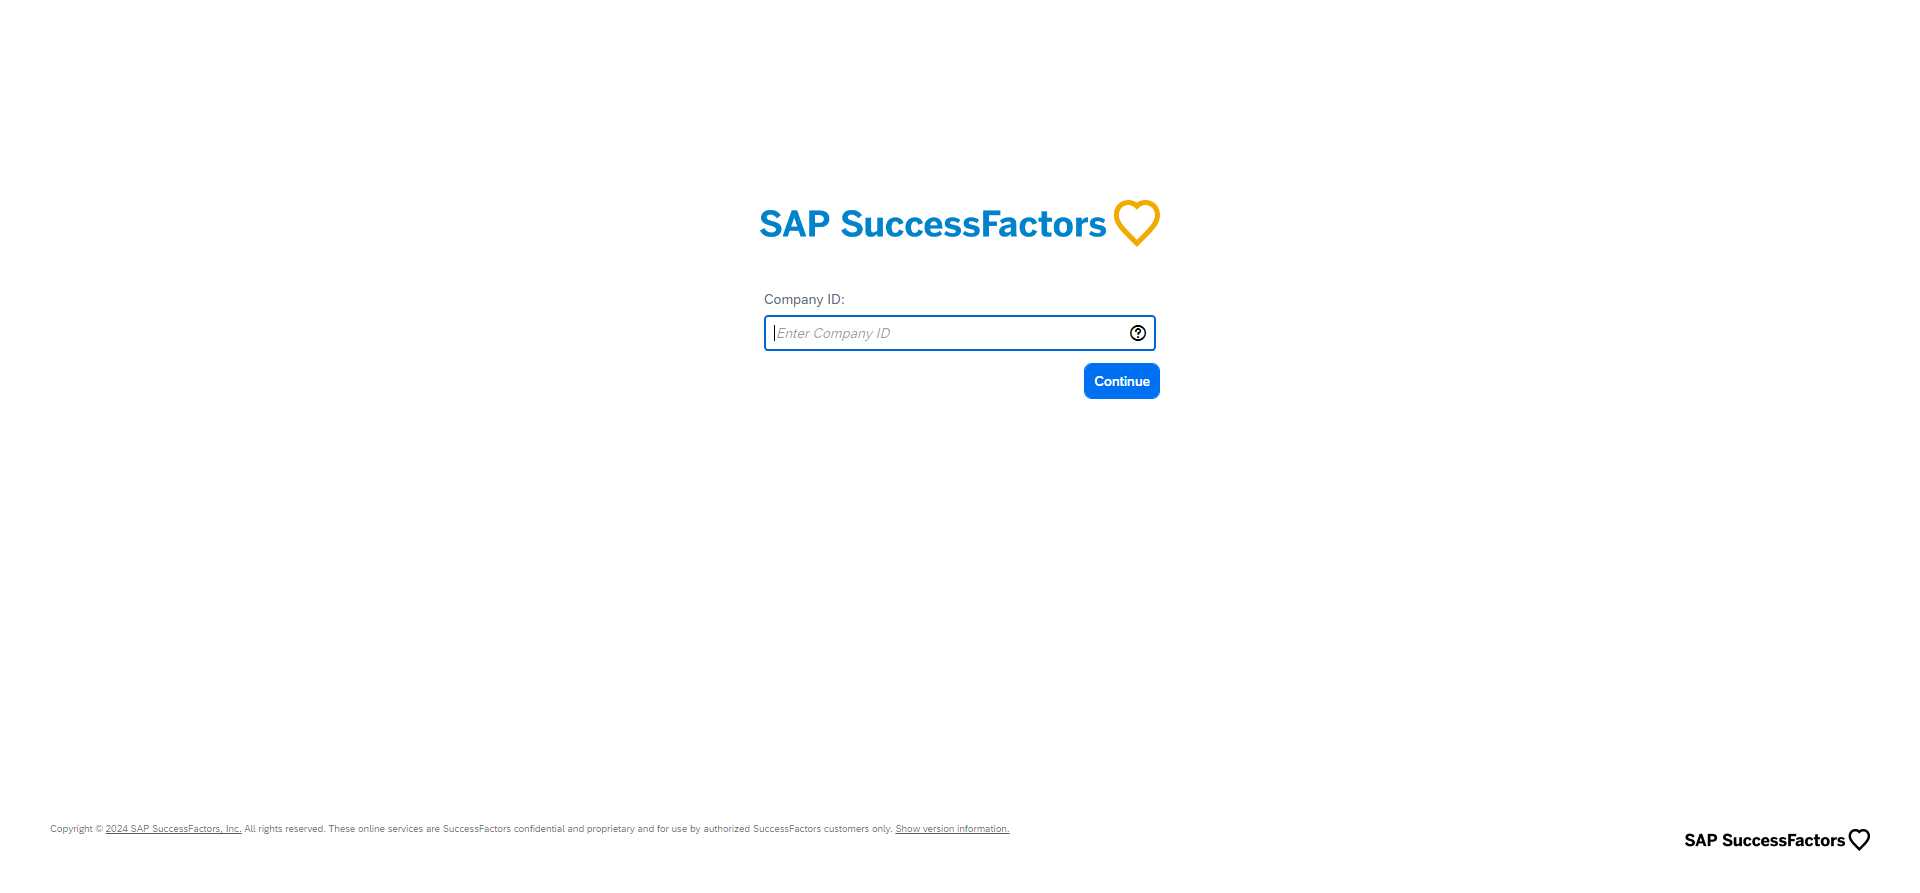 SAP SuccessFactors
Company ID:
Enter Company ID
Continue
Copyright © 2024 SAP SuccessFactors, Inc. All rights reserved. These online services are SuccessFactors confidential and proprietary and for use by authorized SuccessFactors customers only. Show version information.
SAP SuccessFactors